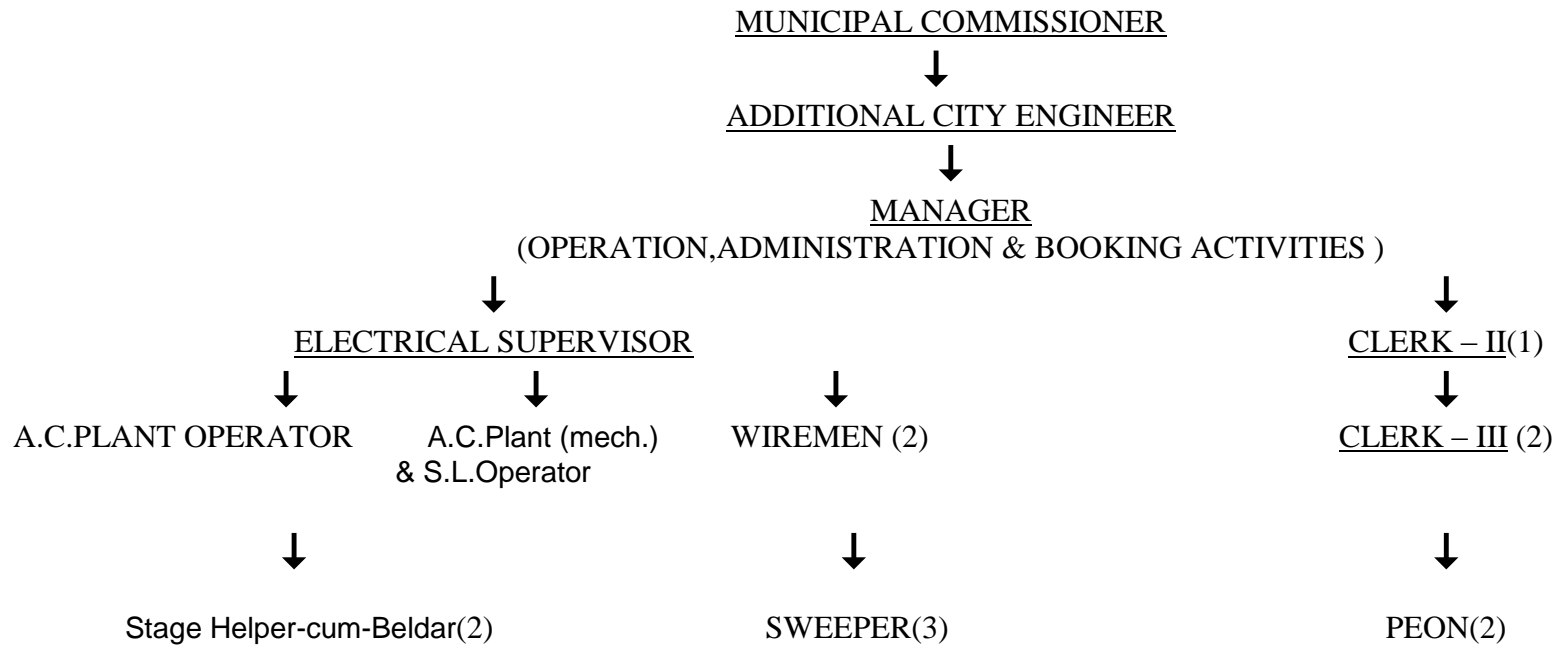 MUNICIPAL COMMISSIONER
ADDITIONAL CITY ENGINEER
MANAGER
(OPERATION,ADMINISTRATION & BOOKING ACTIVITIES )
ELECTRICAL SUPERVISOR CLERK – II(1)
A.C.PLANT OPERATOR A.C.Plant (mech.) WIREMEN (2) CLERK – III (2)
& S.L.Operator
Stage Helper-cum-Beldar(2) SWEEPER(3) PEON(2)